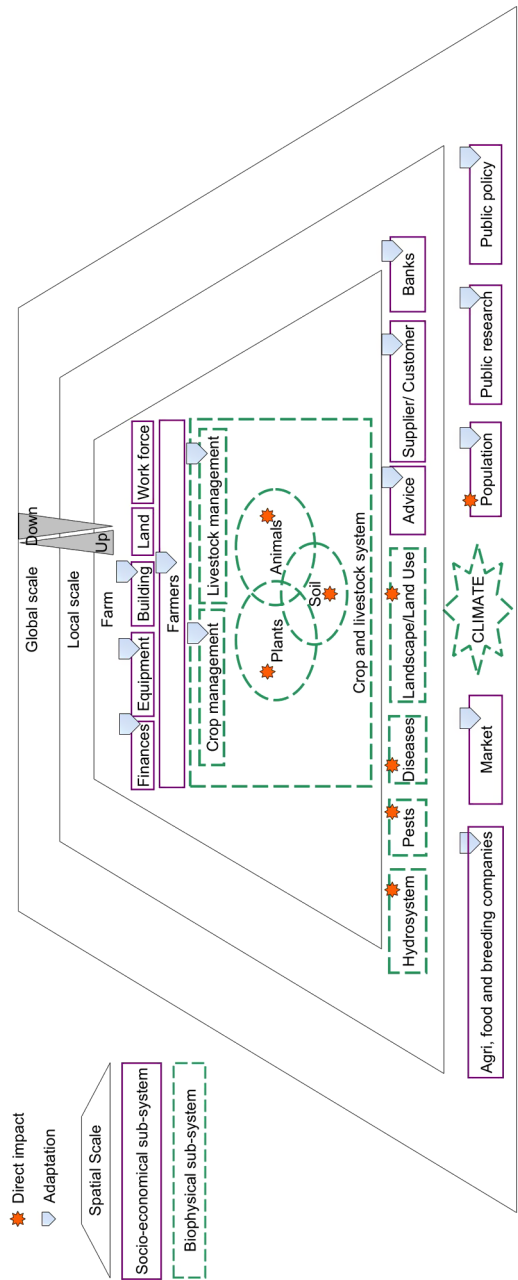 Direct impact
Adaptation
Spatial Scale
Socio-economical sub-system
Biophysical sub-system
Global scale
Down
Local scale
Up
Farm
Finances
Equipment
Building
Land
Work force
Farmers
Crop management
Livestock management
Plants
Animals
Soil
Crop and livestock system
Hydrosystem
Pests
Diseases
Landscape/Land Use
Advice
Supplier/ Customer
Banks
Agri, food and breeding companies
Market
CLIMATE
Population
Public research
Public policy